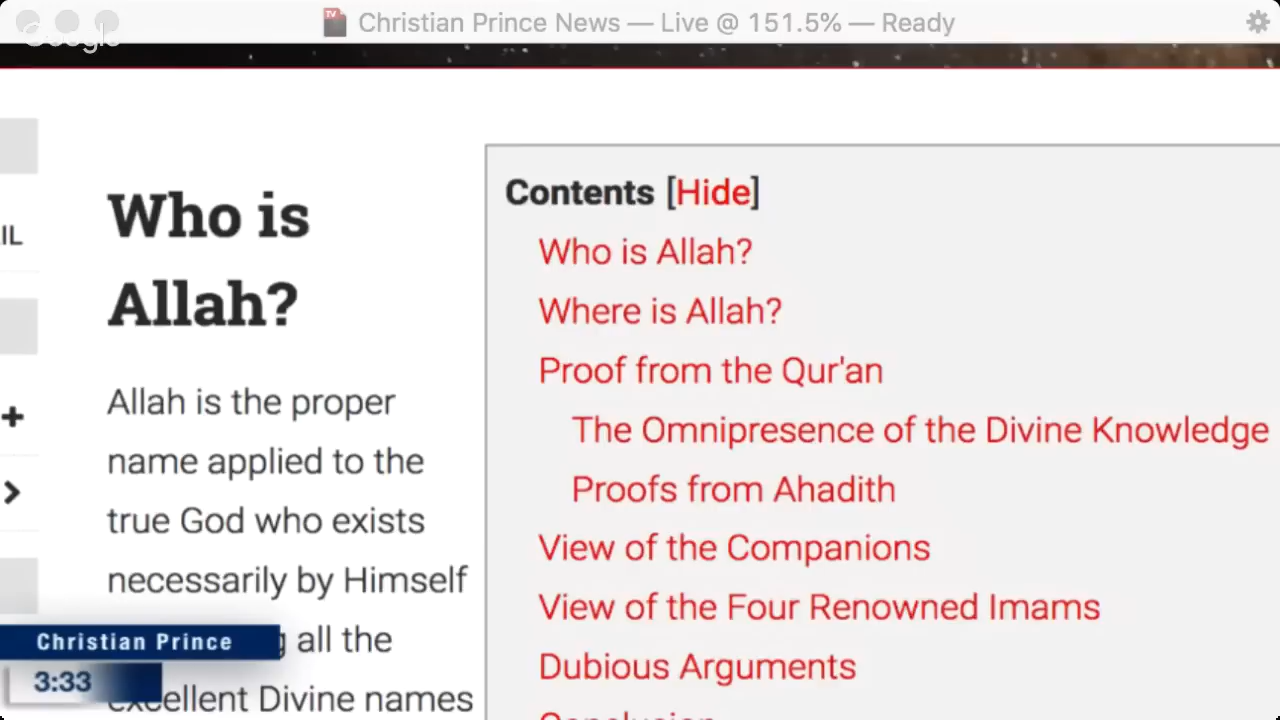 Christian Prince News — Live @ 151.5% — Ready
Google
IL
Who is
Allah?
Allah is the proper
name applied to the
true God who exists
necessarily by Himself
all the
excellent Divine names
Contents [Hide]
Who is Allah?
Where is Allah?
Proof from the Qur'an
The Omnipresence of the Divine Knowledge
Proofs from Ahadith
View of the Companions
View of the Four Renowned Imams
Dubious Arguments
Conclusion
Christian Prince
3:33